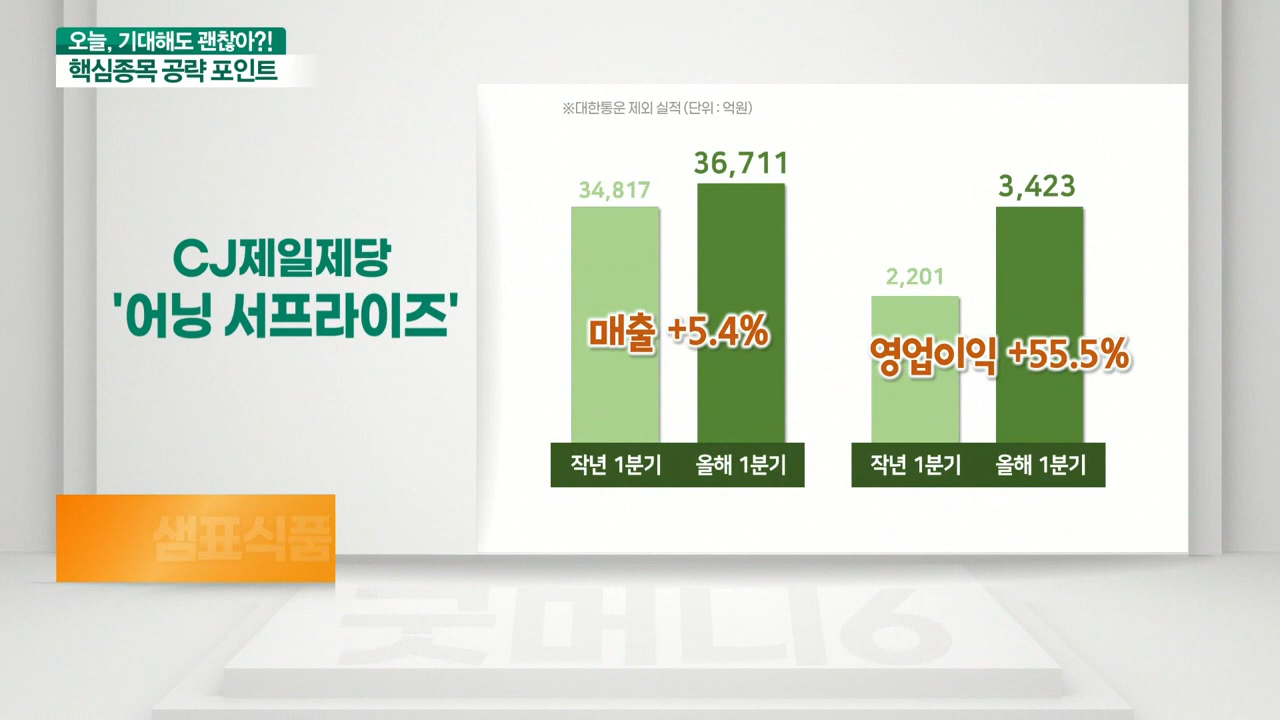 오늘, 기대해도 괜찮아?!
핵심종목 공략 포인트
※대한통운 제외 실적 (단위 : 억원)
CJ제일제당
'어닝 서프라이즈'
34,817
36,711
매출 +5.4%
작년 1분기
올해 1분기
2,201
3,423
영업이익 +55.5%
작년 1분기
올해 1분기
샘표식품
굿머니6